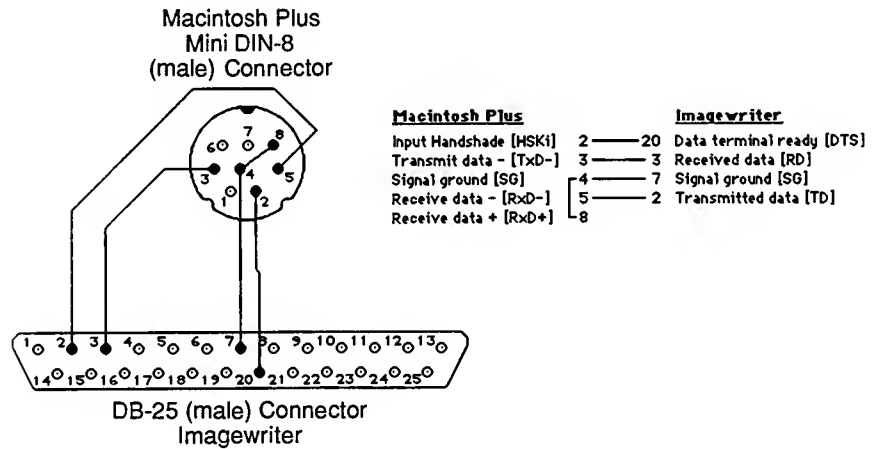 Macintosh Plus
Mini DIN-8
(male) Connector
6 7 8
3 4 5
1 2
Macintosh Plus Imagewriter
Input Handshade [HSKi] 2 20 Data terminal ready [DTS]
Transmit data - [TxD-] 3 3 Received data [RD]
Signal ground [SG] 4 7 Signal ground [SG]
Receive data - [RxD-] 5 2 Transmitted data [TD]
Receive data + [RxD+] 8
1 2 3 4 5 6 7 8 9 10 11 12 13
14 15 16 17 18 19 20 21 22 23 24 25
DB-25 (male) Connector
Imagewriter